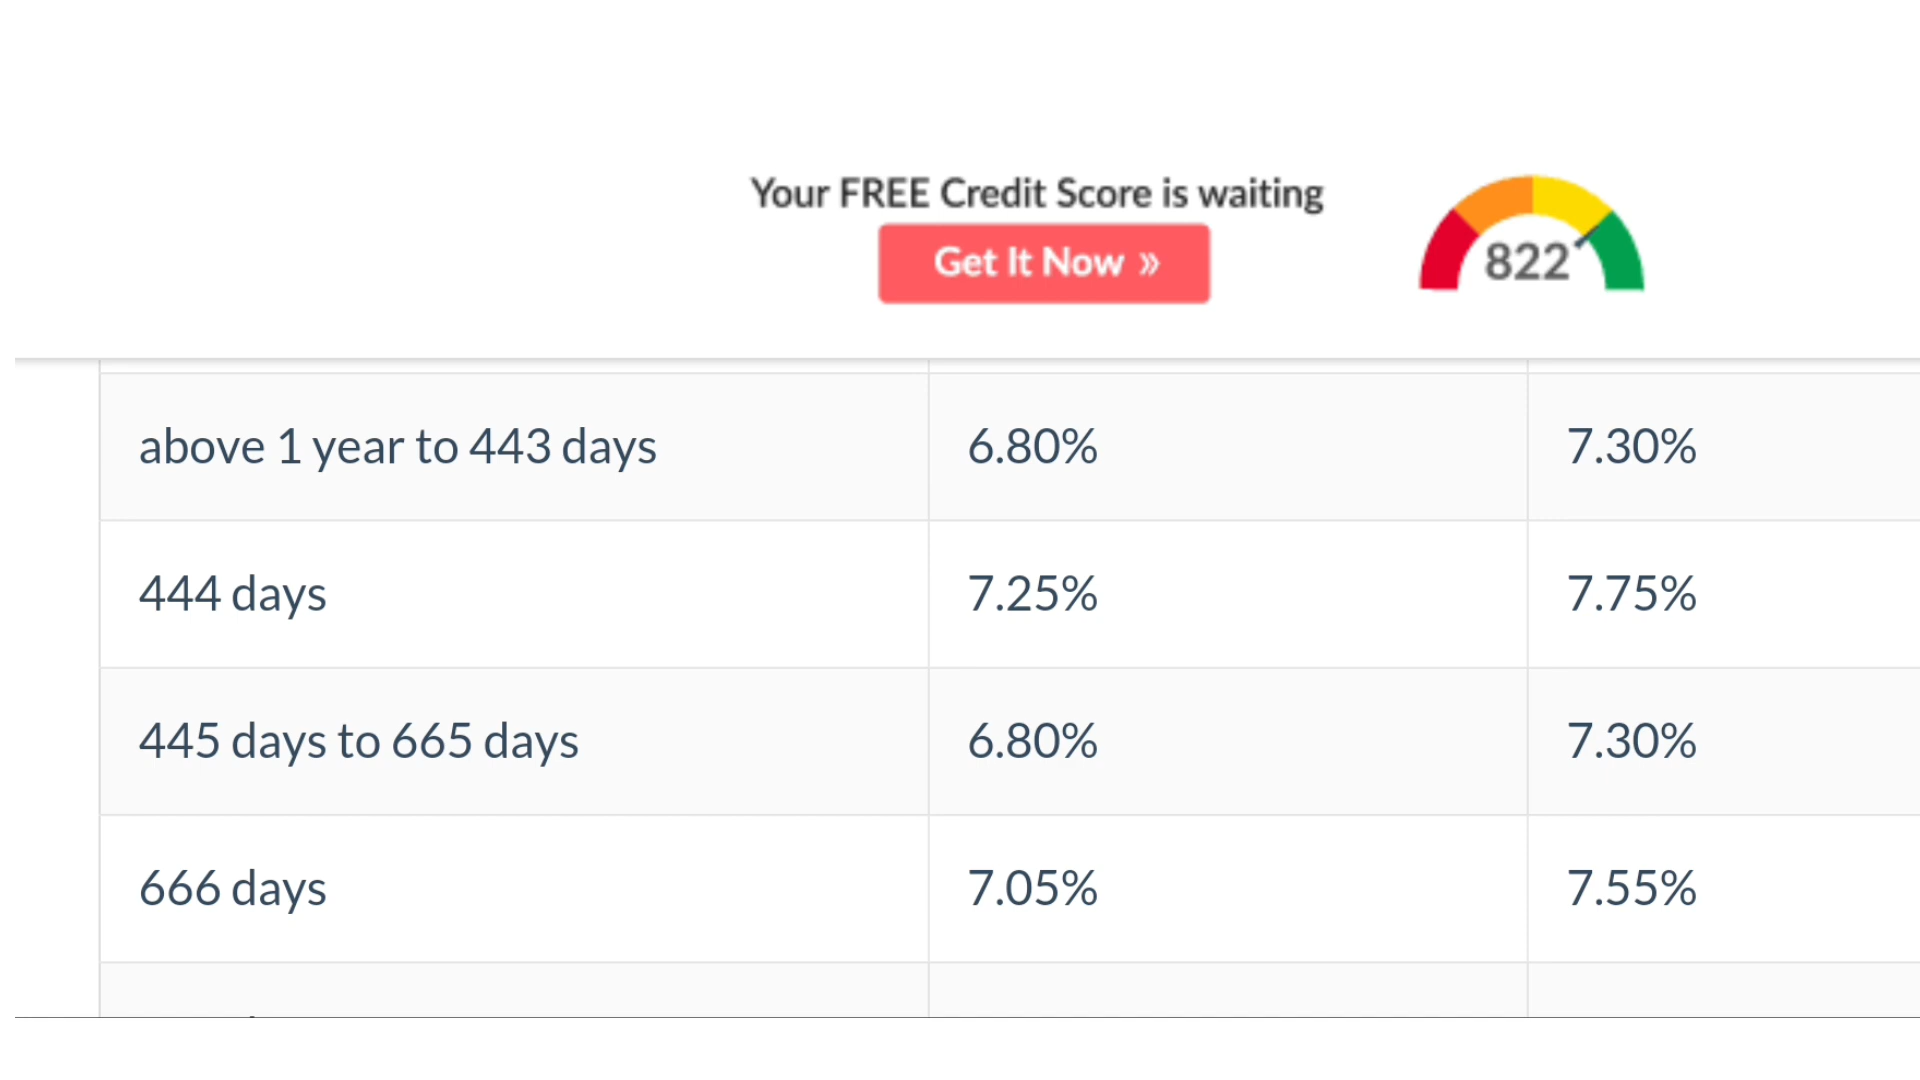 Your FREE Credit Score is waiting
Get It Now »
822
above 1 year to 443 days 6.80% 7.30%
444 days 7.25% 7.75%
445 days to 665 days 6.80% 7.30%
666 days 7.05% 7.55%